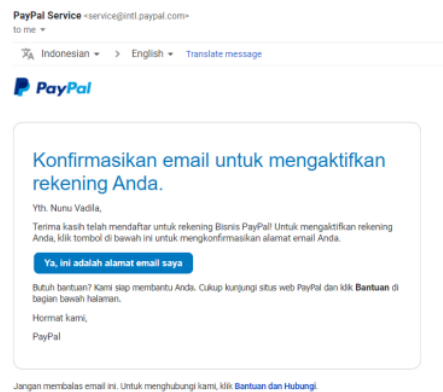 PayPal Service <service@intl.paypal.com>
to me
Indonesian > English Translate message
PayPal
Konfirmasikan email untuk mengaktifkan
rekening Anda.
Yth. Nunu Vadila,
Terima kasih telah mendaftar untuk rekening Bisnis PayPal! Untuk mengaktifkan rekening
Anda, klik tombol di bawah ini untuk mengkonfirmasikan alamat email Anda.
Ya, ini adalah alamat email saya
Butuh bantuan? Kami siap membantu Anda. Cukup kunjungi situs web PayPal dan klik Bantuan di
bagian bawah halaman.
Hormat kami,
PayPal
Jangan membalas email ini. Untuk menghubungi kami, klik Bantuan dan Hubungi.